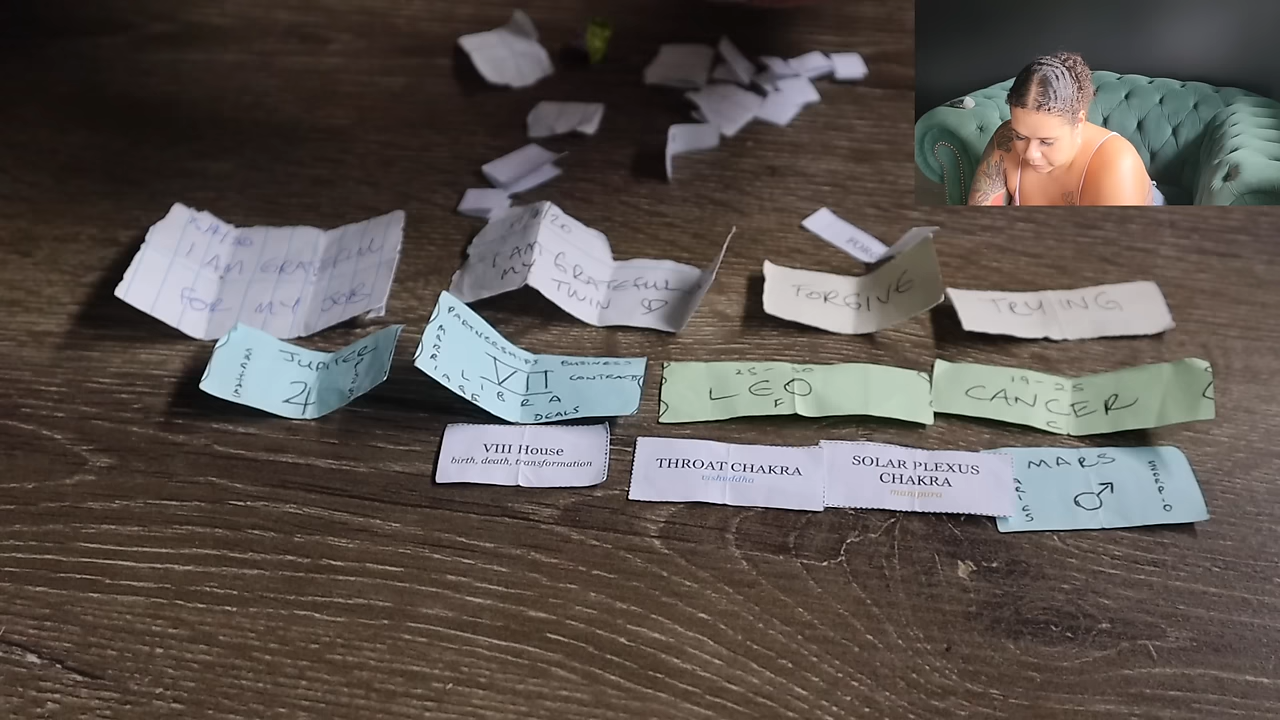 I AM GRATEFUL
FOR MY JOB
I AM GRATEFUL
MY TWIN
FORGIVE
TRYING
JUPITER
PARTNERSHIPS
MARRIAGE
BUSINESS
CONTRACTS
LIBRA
DEALS
25-30
LEO
F
19-25
CANCER
C
VIII House
birth, death, transformation
THROAT CHAKRA
vishuddha
SOLAR PLEXUS
CHAKRA
manipura
MARS
ARIES
SCORPIO